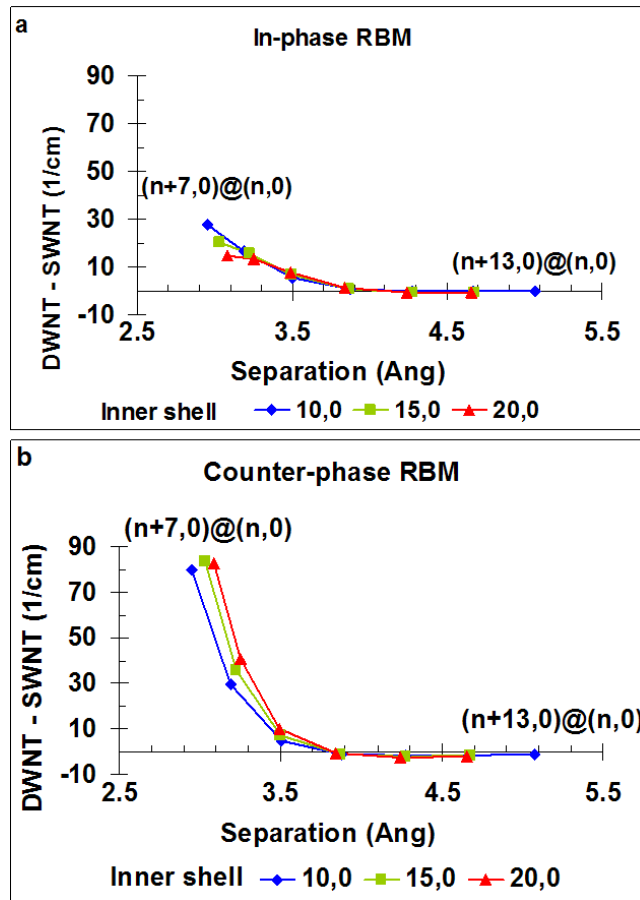 a
In-phase RBM
DWNT - SWNT (1/cm)
90
70
50
30
10
-10
(n+7,0)@(n,0)
(n+13,0)@(n,0)
2.5 3.5 4.5 5.5
Separation (Ang)
Inner shell 10,0 15,0 20,0
b
Counter-phase RBM
(n+7,0)@(n,0)
DWNT - SWNT (1/cm)
90
70
50
30
10
-10
(n+13,0)@(n,0)
2.5 3.5 4.5 5.5
Separation (Ang)
Inner shell 10,0 15,0 20,0